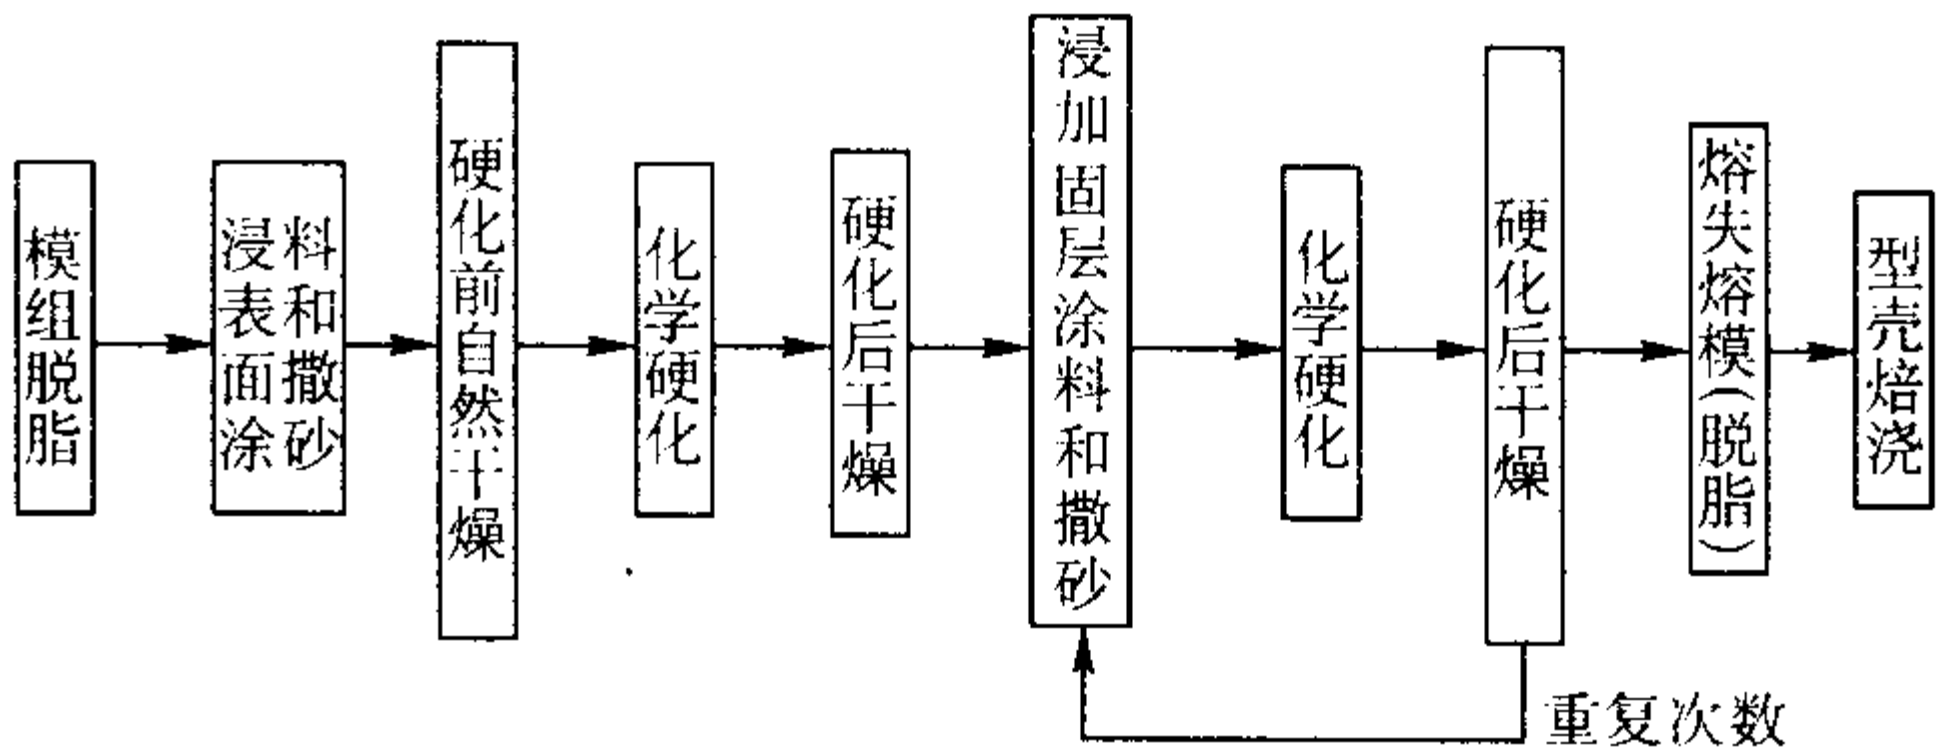 模组脱脂
浸表面涂
料和撒砂
硬化前自然干燥
化学硬化
硬化后干燥
浸加固层涂料和撒砂
化学硬化
硬化后干燥
熔失熔模(脱脂)
型壳焙浇
重复次数